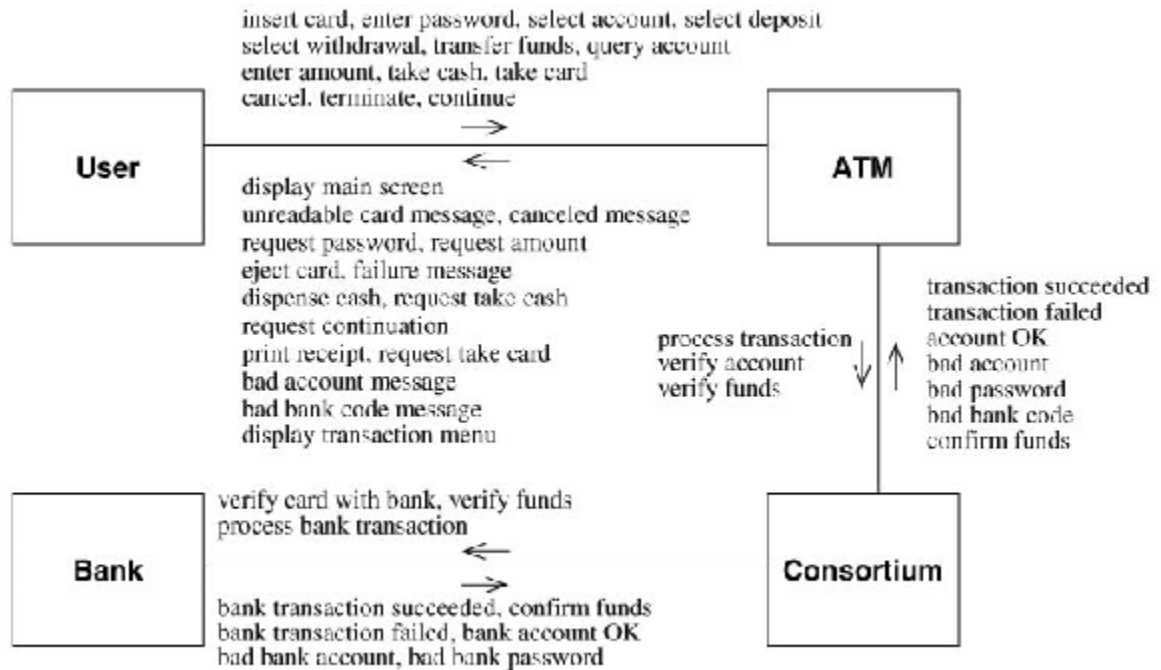 insert card, enter password, select account, select deposit
select withdrawal, transfer funds, query account
enter amount, take cash, take card
cancel, terminate, continue
User
ATM
display main screen
unreadable card message, canceled message
request password, request amount
eject card, failure message
dispense cash, request take cash
request continuation
print receipt, request take card
bad account message
bad bank code message
display transaction menu
process transaction
verify account
verify funds
transaction succeeded
transaction failed
account OK
bad account
bad password
bad bank code
confirm funds
Bank
verify card with bank, verify funds
process bank transaction
Consortium
bank transaction succeeded, confirm funds
bank transaction failed, bank account OK
bad bank account, bad bank password